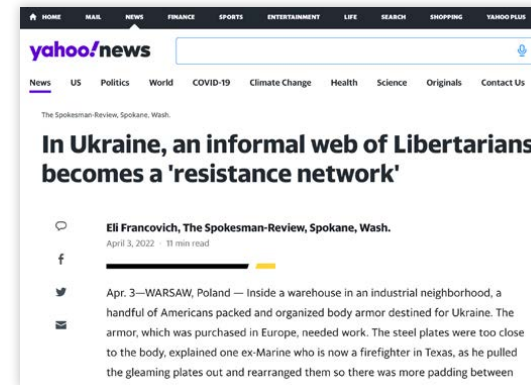 HOME MAIL NEWS FINANCE SPORTS ENTERTAINMENT LIFE SEARCH SHOPPING YAHOO PLUS
yahoo!news
News US Politics World COVID-19 Climate Change Health Science Originals Contact Us
The Spokesman-Review, Spokane, Wash.
In Ukraine, an informal web of Libertarians
becomes a 'resistance network'
Eli Francovich, The Spokesman-Review, Spokane, Wash.
April 3, 2022 · 11 min read
Apr. 3—WARSAW, Poland — Inside a warehouse in an industrial neighborhood, a
handful of Americans packed and organized body armor destined for Ukraine. The
armor, which was purchased in Europe, needed work. The steel plates were too close
to the body, explained one ex-Marine who is now a firefighter in Texas, as he pulled
the gleaming plates out and rearranged them so there was more padding between